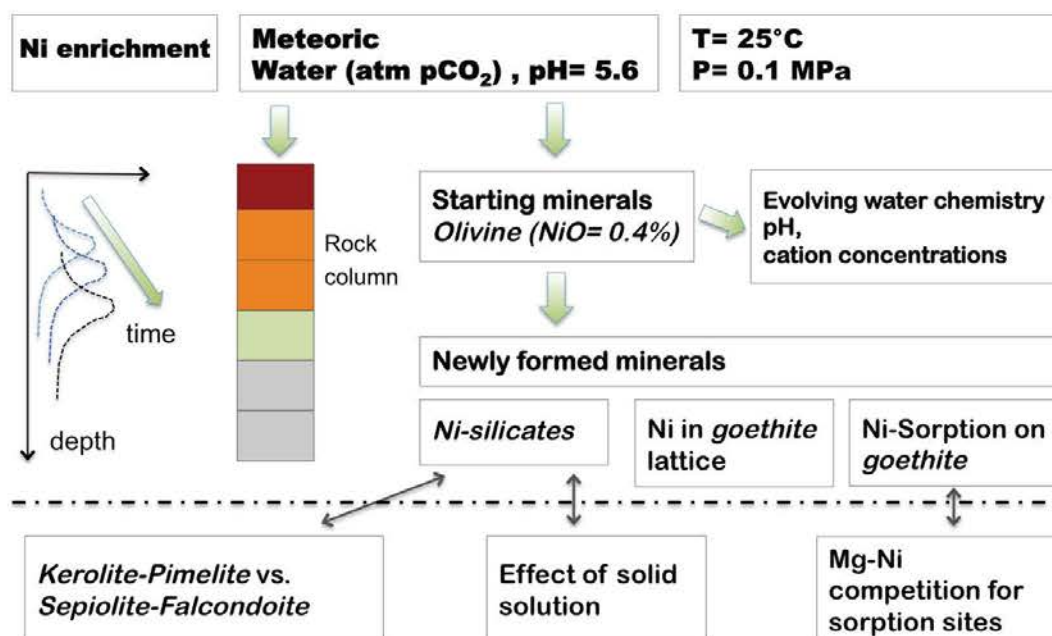 Ni enrichment
Meteoric
Water (atm pCO₂) , pH= 5.6
T= 25°C
P= 0.1 MPa
Rock
column
time
depth
Starting minerals
Olivine (NiO= 0.4%)
Evolving water chemistry
pH,
cation concentrations
Newly formed minerals
Ni-silicates
Ni in goethite
lattice
Ni-Sorption on
goethite
Kerolite-Pimelite vs.
Sepiolite-Falcondoite
Effect of solid
solution
Mg-Ni
competition for
sorption sites